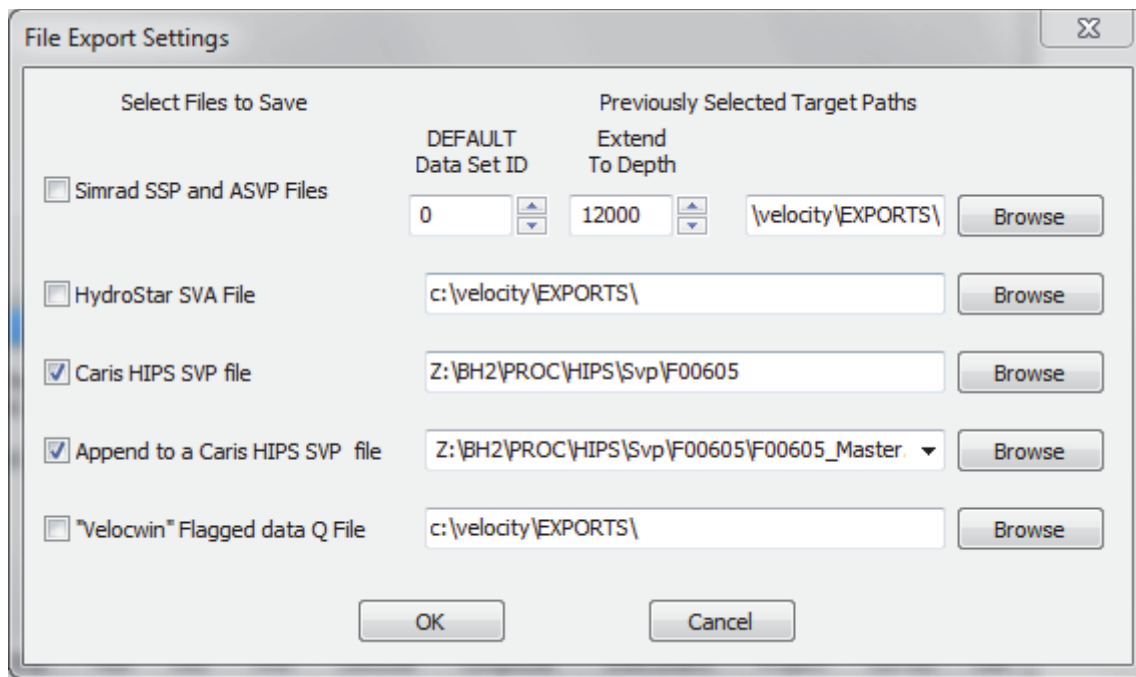 File Export Settings
Select Files to Save
Previously Selected Target Paths
DEFAULT
Data Set ID
Extend
To Depth
Simrad SSP and ASVP Files
0
12000
\velocity\EXPORTS\
Browse
HydroStar SVA File
c:\velocity\EXPORTS\
Browse
Caris HIPS SVP file
Z:\BH2\PROC\HIPS\Svp\F00605
Browse
Append to a Caris HIPS SVP  file
Z:\BH2\PROC\HIPS\Svp\F00605\F00605_Master.
Browse
"Velocwin" Flagged data Q File
c:\velocity\EXPORTS\
Browse
OK
Cancel